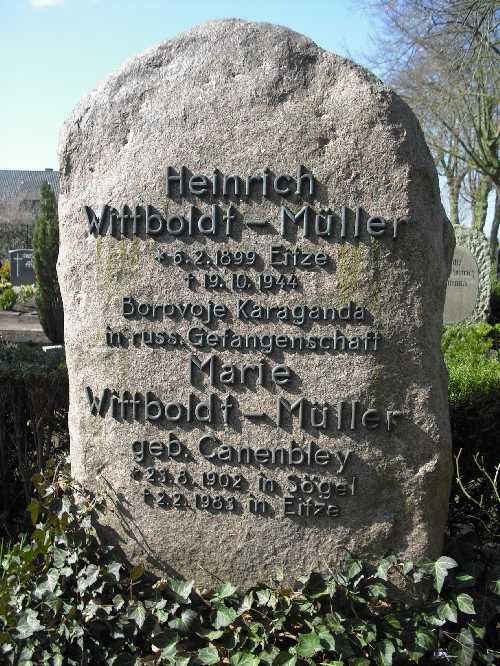 Heinrich
Wittboldt-Müller
* 6.2.1899 Eitze
† 19.10.1944
Borovoje Karaganda
in russ. Gefangenschaft
Marie
Wittboldt-Müller
geb. Canenbley
* 23.8.1902 in Sögel
† 2.2.1983 in Eitze